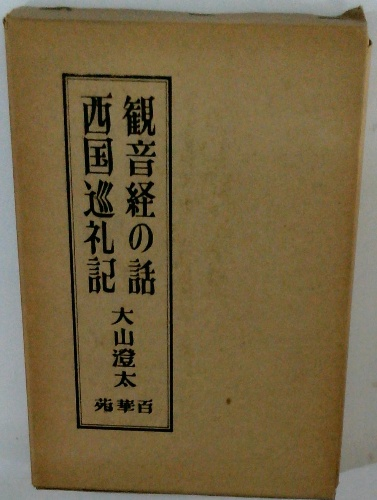 観音経の話
西国巡礼記
大山澄太
百華苑